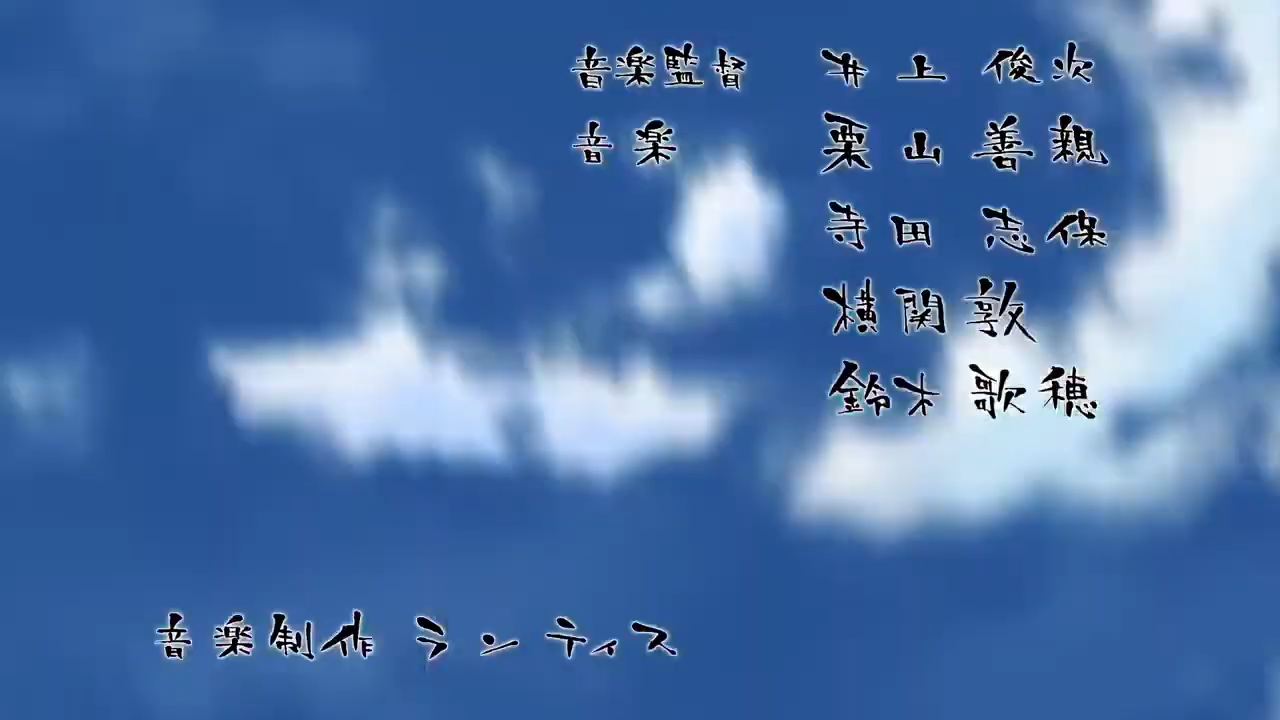 音楽監督 井上 俊次
音楽 栗山 善親
寺田 志保
横関 敦
鈴木 歌穂
音楽制作 ランティス